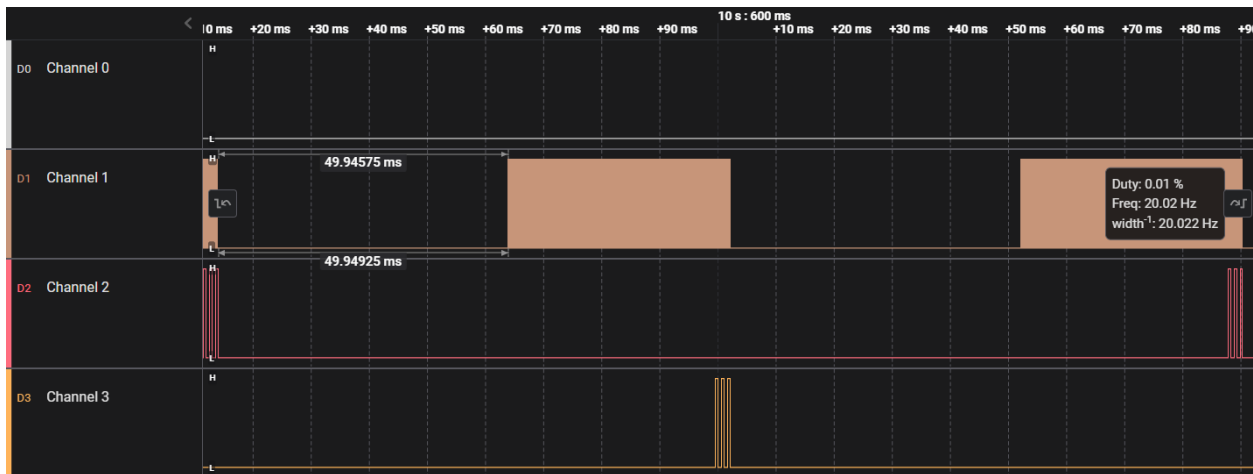 10 s : 600 ms
0 ms +20 ms +30 ms +40 ms +50 ms +60 ms +70 ms +80 ms +90 ms +10 ms +20 ms +30 ms +40 ms +50 ms +60 ms +70 ms +80 ms +9
H
D0 Channel 0
L
H
49.94575 ms
D1 Channel 1
Duty: 0.01 %
Freq: 20.02 Hz
width-1: 20.022 Hz
L
49.94925 ms
H
D2 Channel 2
L
H
D3 Channel 3
L